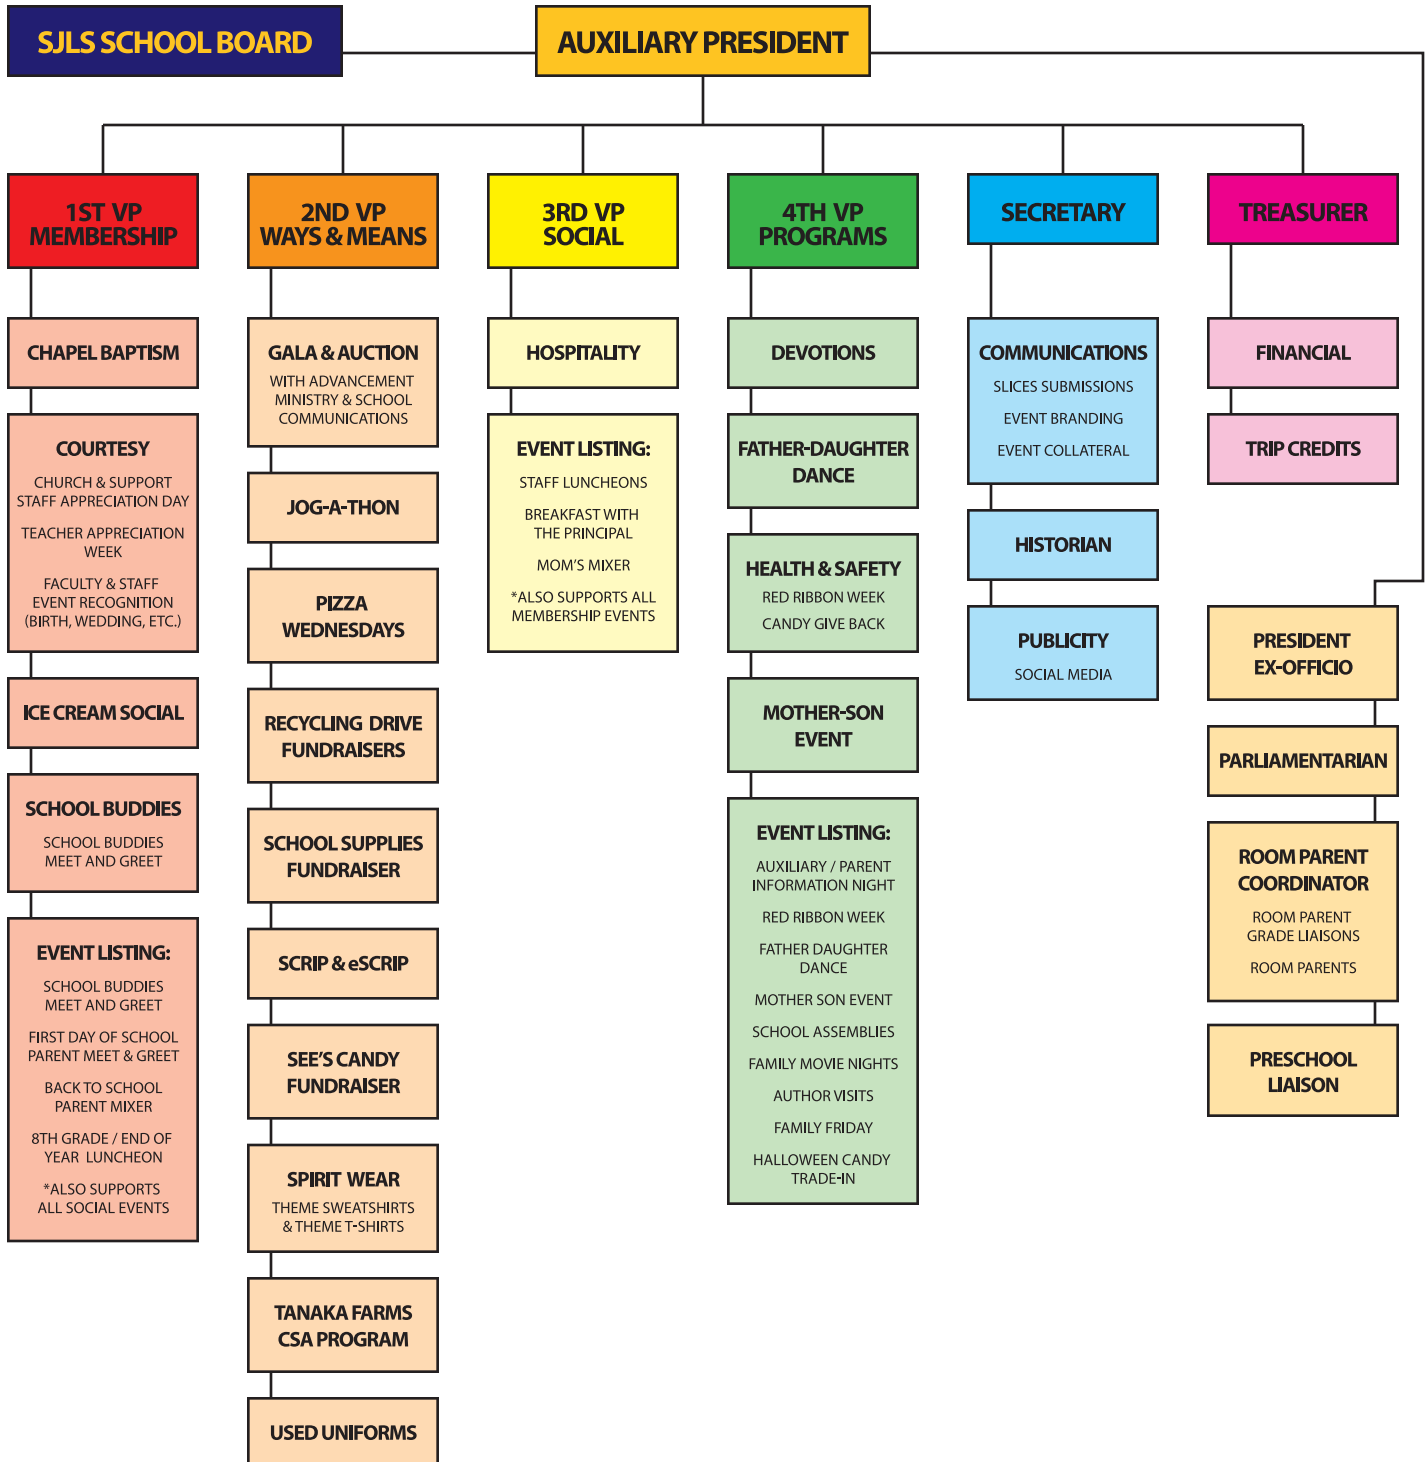 SJLS SCHOOL BOARD
AUXILIARY PRESIDENT
1ST VP
MEMBERSHIP
CHAPEL BAPTISM
COURTESY
CHURCH & SUPPORT
STAFF APPRECIATION DAY
TEACHER APPRECIATION
WEEK
FACULTY & STAFF
EVENT RECOGNITION
(BIRTH, WEDDING, ETC.)
ICE CREAM SOCIAL
SCHOOL BUDDIES
SCHOOL BUDDIES
MEET AND GREET
EVENT LISTING:
SCHOOL BUDDIES
MEET AND GREET
FIRST DAY OF SCHOOL
PARENT MEET & GREET
BACK TO SCHOOL
PARENT MIXER
8TH GRADE / END OF
YEAR LUNCHEON
*ALSO SUPPORTS
ALL SOCIAL EVENTS
2ND VP
WAYS & MEANS
GALA & AUCTION
WITH ADVANCEMENT
MINISTRY & SCHOOL
COMMUNICATIONS
JOG-A-THON
PIZZA
WEDNESDAYS
RECYCLING DRIVE
FUNDRAISERS
SCHOOL SUPPLIES
FUNDRAISER
SCRIP & eSCRIP
SEE'S CANDY
FUNDRAISER
SPIRIT WEAR
THEME SWEATSHIRTS
& THEME T-SHIRTS
TANAKA FARMS
CSA PROGRAM
USED UNIFORMS
3RD VP
SOCIAL
HOSPITALITY
EVENT LISTING:
STAFF LUNCHEONS
BREAKFAST WITH
THE PRINCIPAL
MOM'S MIXER
*ALSO SUPPORTS ALL
MEMBERSHIP EVENTS
4TH VP
PROGRAMS
DEVOTIONS
FATHER-DAUGHTER
DANCE
HEALTH & SAFETY
RED RIBBON WEEK
CANDY GIVE BACK
MOTHER-SON
EVENT
EVENT LISTING:
AUXILIARY / PARENT
INFORMATION NIGHT
RED RIBBON WEEK
FATHER DAUGHTER
DANCE
MOTHER SON EVENT
SCHOOL ASSEMBLIES
FAMILY MOVIE NIGHTS
AUTHOR VISITS
FAMILY FRIDAY
HALLOWEEN CANDY
TRADE-IN
SECRETARY
COMMUNICATIONS
SLICES SUBMISSIONS
EVENT BRANDING
EVENT COLLATERAL
HISTORIAN
PUBLICITY
SOCIAL MEDIA
TREASURER
FINANCIAL
TRIP CREDITS
PRESIDENT
EX-OFFICIO
PARLIAMENTARIAN
ROOM PARENT
COORDINATOR
ROOM PARENT
GRADE LIAISONS
ROOM PARENTS
PRESCHOOL
LIAISON